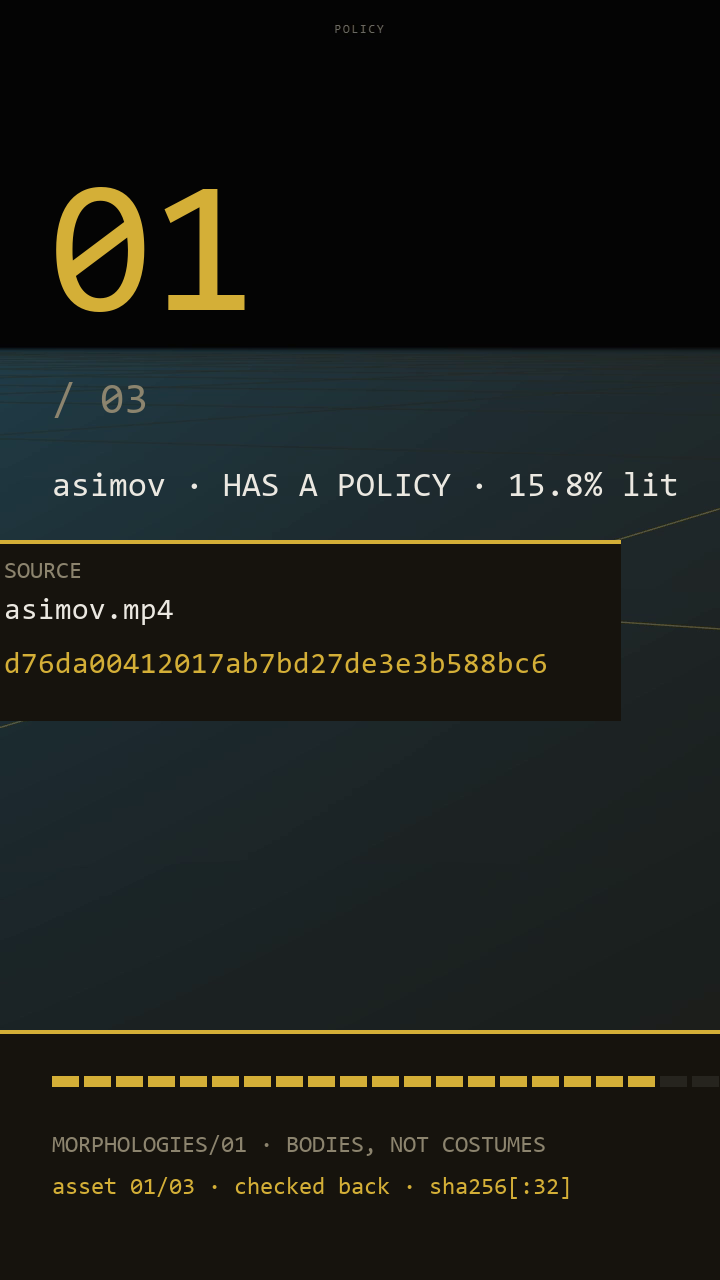 POLICY
01
/ 03
asimov · HAS A POLICY · 15.8% lit
SOURCE
asimov.mp4
d76da00412017ab7bd27de3e3b588bc6
MORPHOLOGIES/01 · BODIES, NOT COSTUMES
asset 01/03 · checked back · sha256[:32]